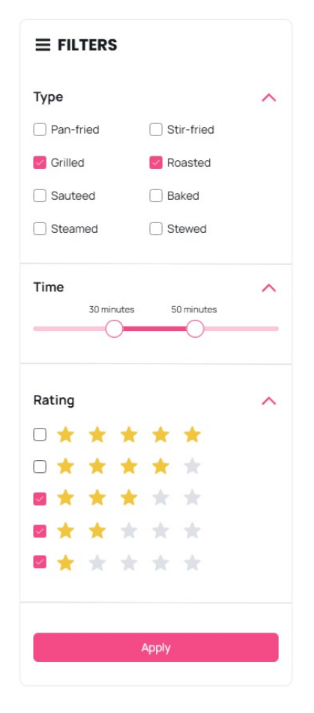 FILTERS
Type
Pan-fried Stir-fried
Grilled Roasted
Sauteed Baked
Steamed Stewed
Time
30 minutes 50 minutes
Rating
Apply